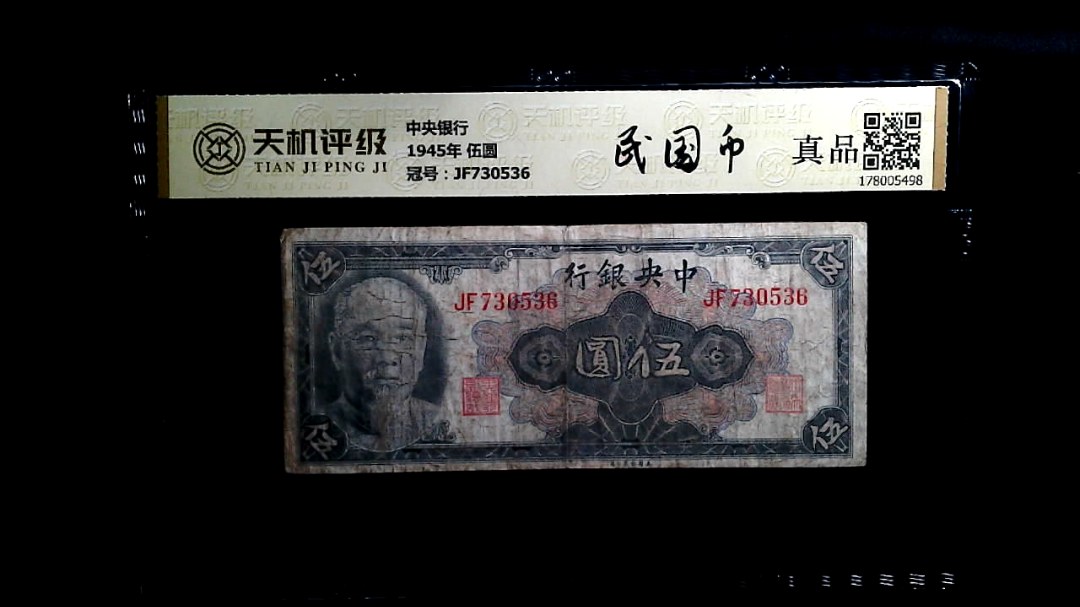 天机评级
TIAN JI PING JI
中央银行
1945年 伍圆
冠号：JF730536
民国币
真品
178005498
行銀央中
JF730536
JF730536
圓伍
伍
伍
伍
伍